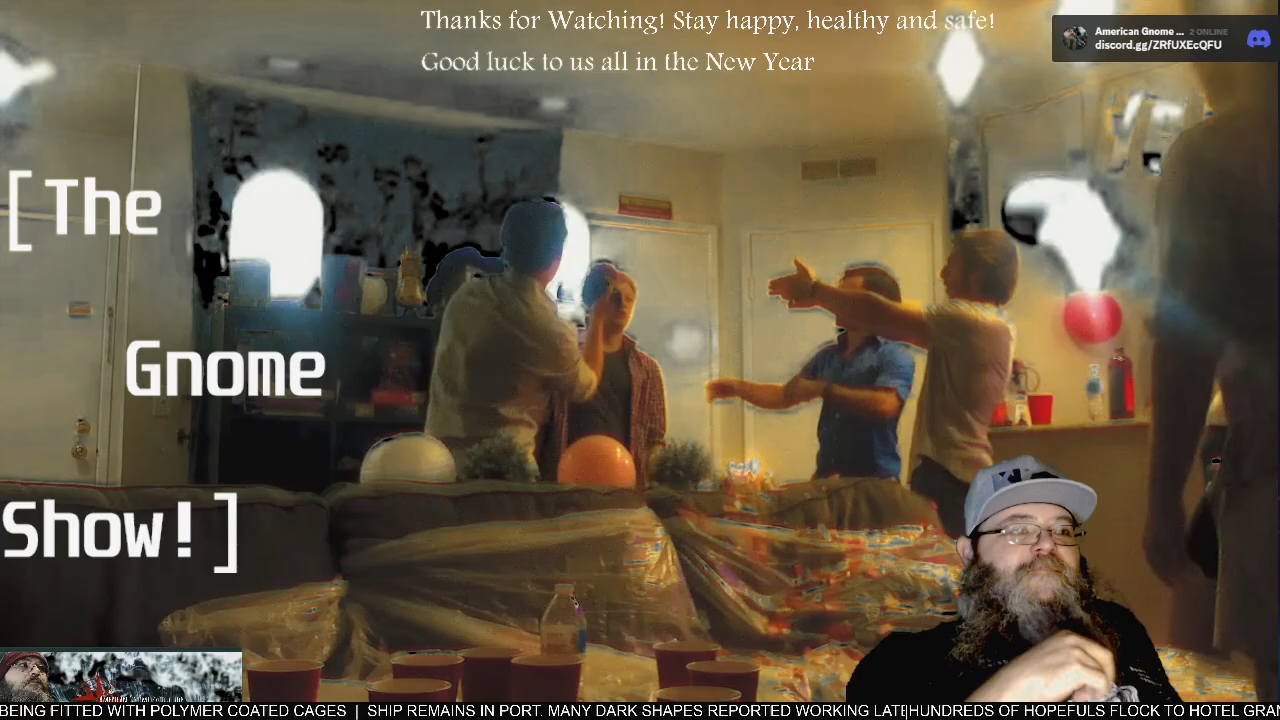 Thanks for Watching! Stay happy, healthy and safe!
Good luck to us all in the New Year
American Gnome ... 2 ONLINE
discord.gg/ZRfUXEcQFU
[ The
Gnome
Show! ]
BEING FITTED WITH POLYMER COATED CAGES | SHIP REMAINS IN PORT. MANY DARK SHAPES REPORTED WORKING LATE
HUNDREDS OF HOPEFULS FLOCK TO HOTEL GRAN